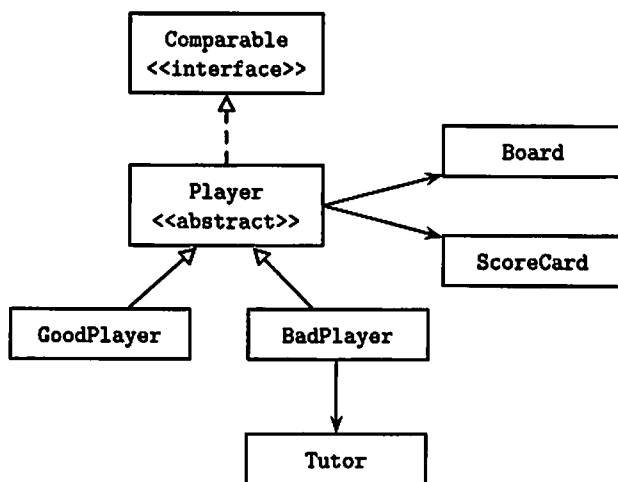 Comparable
<<interface>>
Player
<<abstract>>
Board
ScoreCard
GoodPlayer
BadPlayer
Tutor